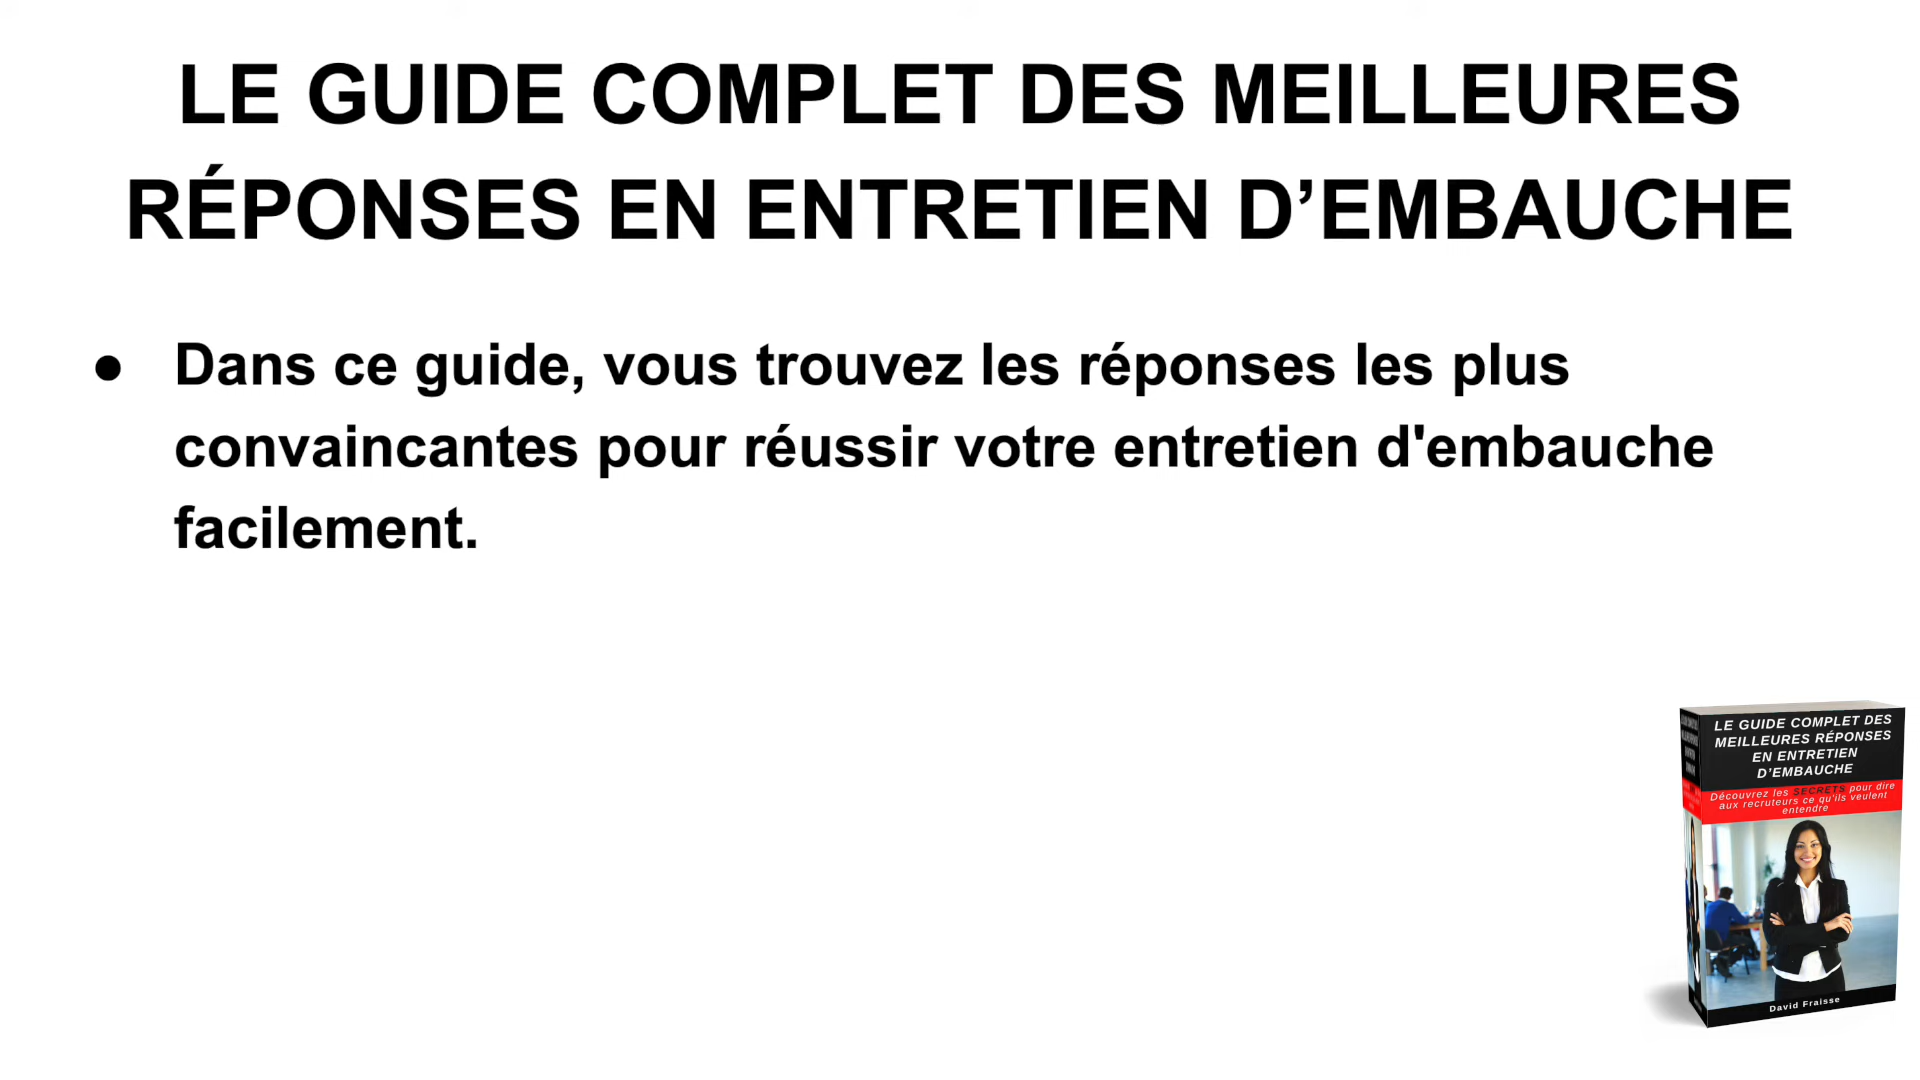 LE GUIDE COMPLET DES MEILLEURES
RÉPONSES EN ENTRETIEN D’EMBAUCHE
● Dans ce guide, vous trouvez les réponses les plus
convaincantes pour réussir votre entretien d'embauche
facilement.
LE GUIDE COMPLET DES
MEILLEURES RÉPONSES
EN ENTRETIEN
D’EMBAUCHE
Découvrez les SECRETS pour dire
aux recruteurs ce qu'ils veulent
entendre
David Fraisse